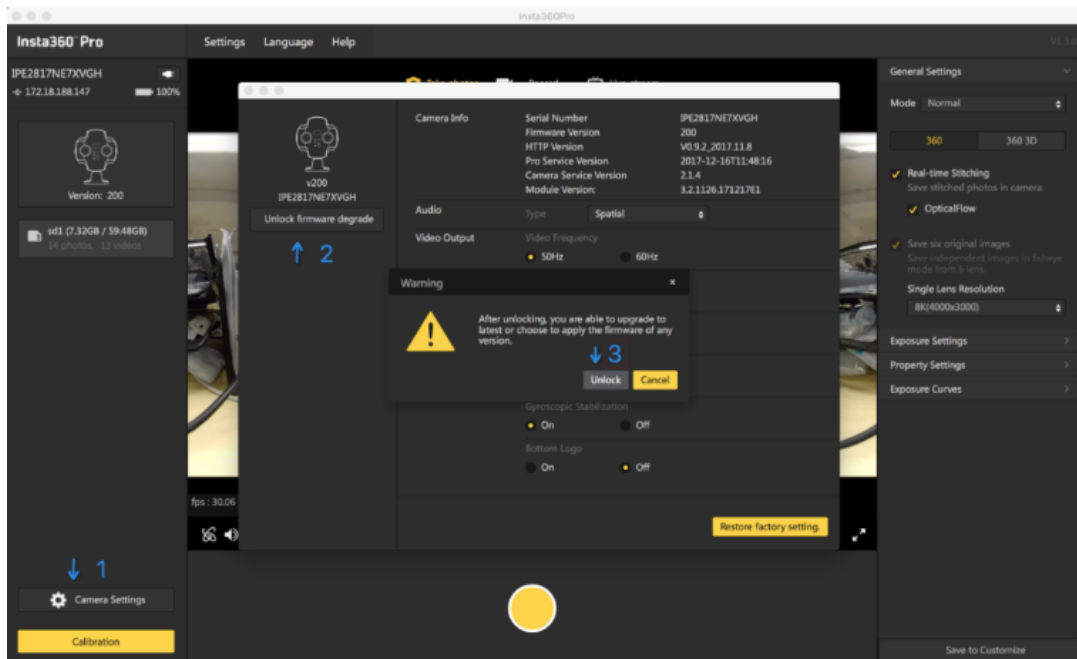 Insta360Pro
Insta360 Pro
Settings Language Help
V1.1.0
IPE2817NE7XVGH
172.18.188.147 100%
Version: 200
sd1 (7.32GB / 59.48GB)
14 photos, 13 videos
↓ 1
Camera Settings
Calibration
Take photos Record Live stream
v200
IPE2817NE7XVGH
Unlock firmware degrade
↑ 2
Camera Info
Serial Number IPE2817NE7XVGH
Firmware Version 200
HTTP Version V0.9.2_2017.11.8
Pro Service Version 2017-12-16T11:48:16
Camera Service Version 2.1.4
Module Version: 3.2.1126.171217E1
Audio Type Spatial
Video Output Video Frequency
50Hz 60Hz
Warning ×
After unlocking, you are able to upgrade to
latest or choose to apply the firmware of any
version.
↓ 3
Unlock Cancel
Gyroscopic Stabilization
On Off
Bottom Logo
On Off
Restore factory setting.
fps : 30.06
General Settings
Mode Normal
360 360 3D
Real-time Stitching
Save stitched photos in camera
OpticalFlow
Save six original images
Save independent images in fisheye
mode from 6 lens
Single Lens Resolution
8K(4000x3000)
Exposure Settings
Property Settings
Exposure Curves
Save to Customize